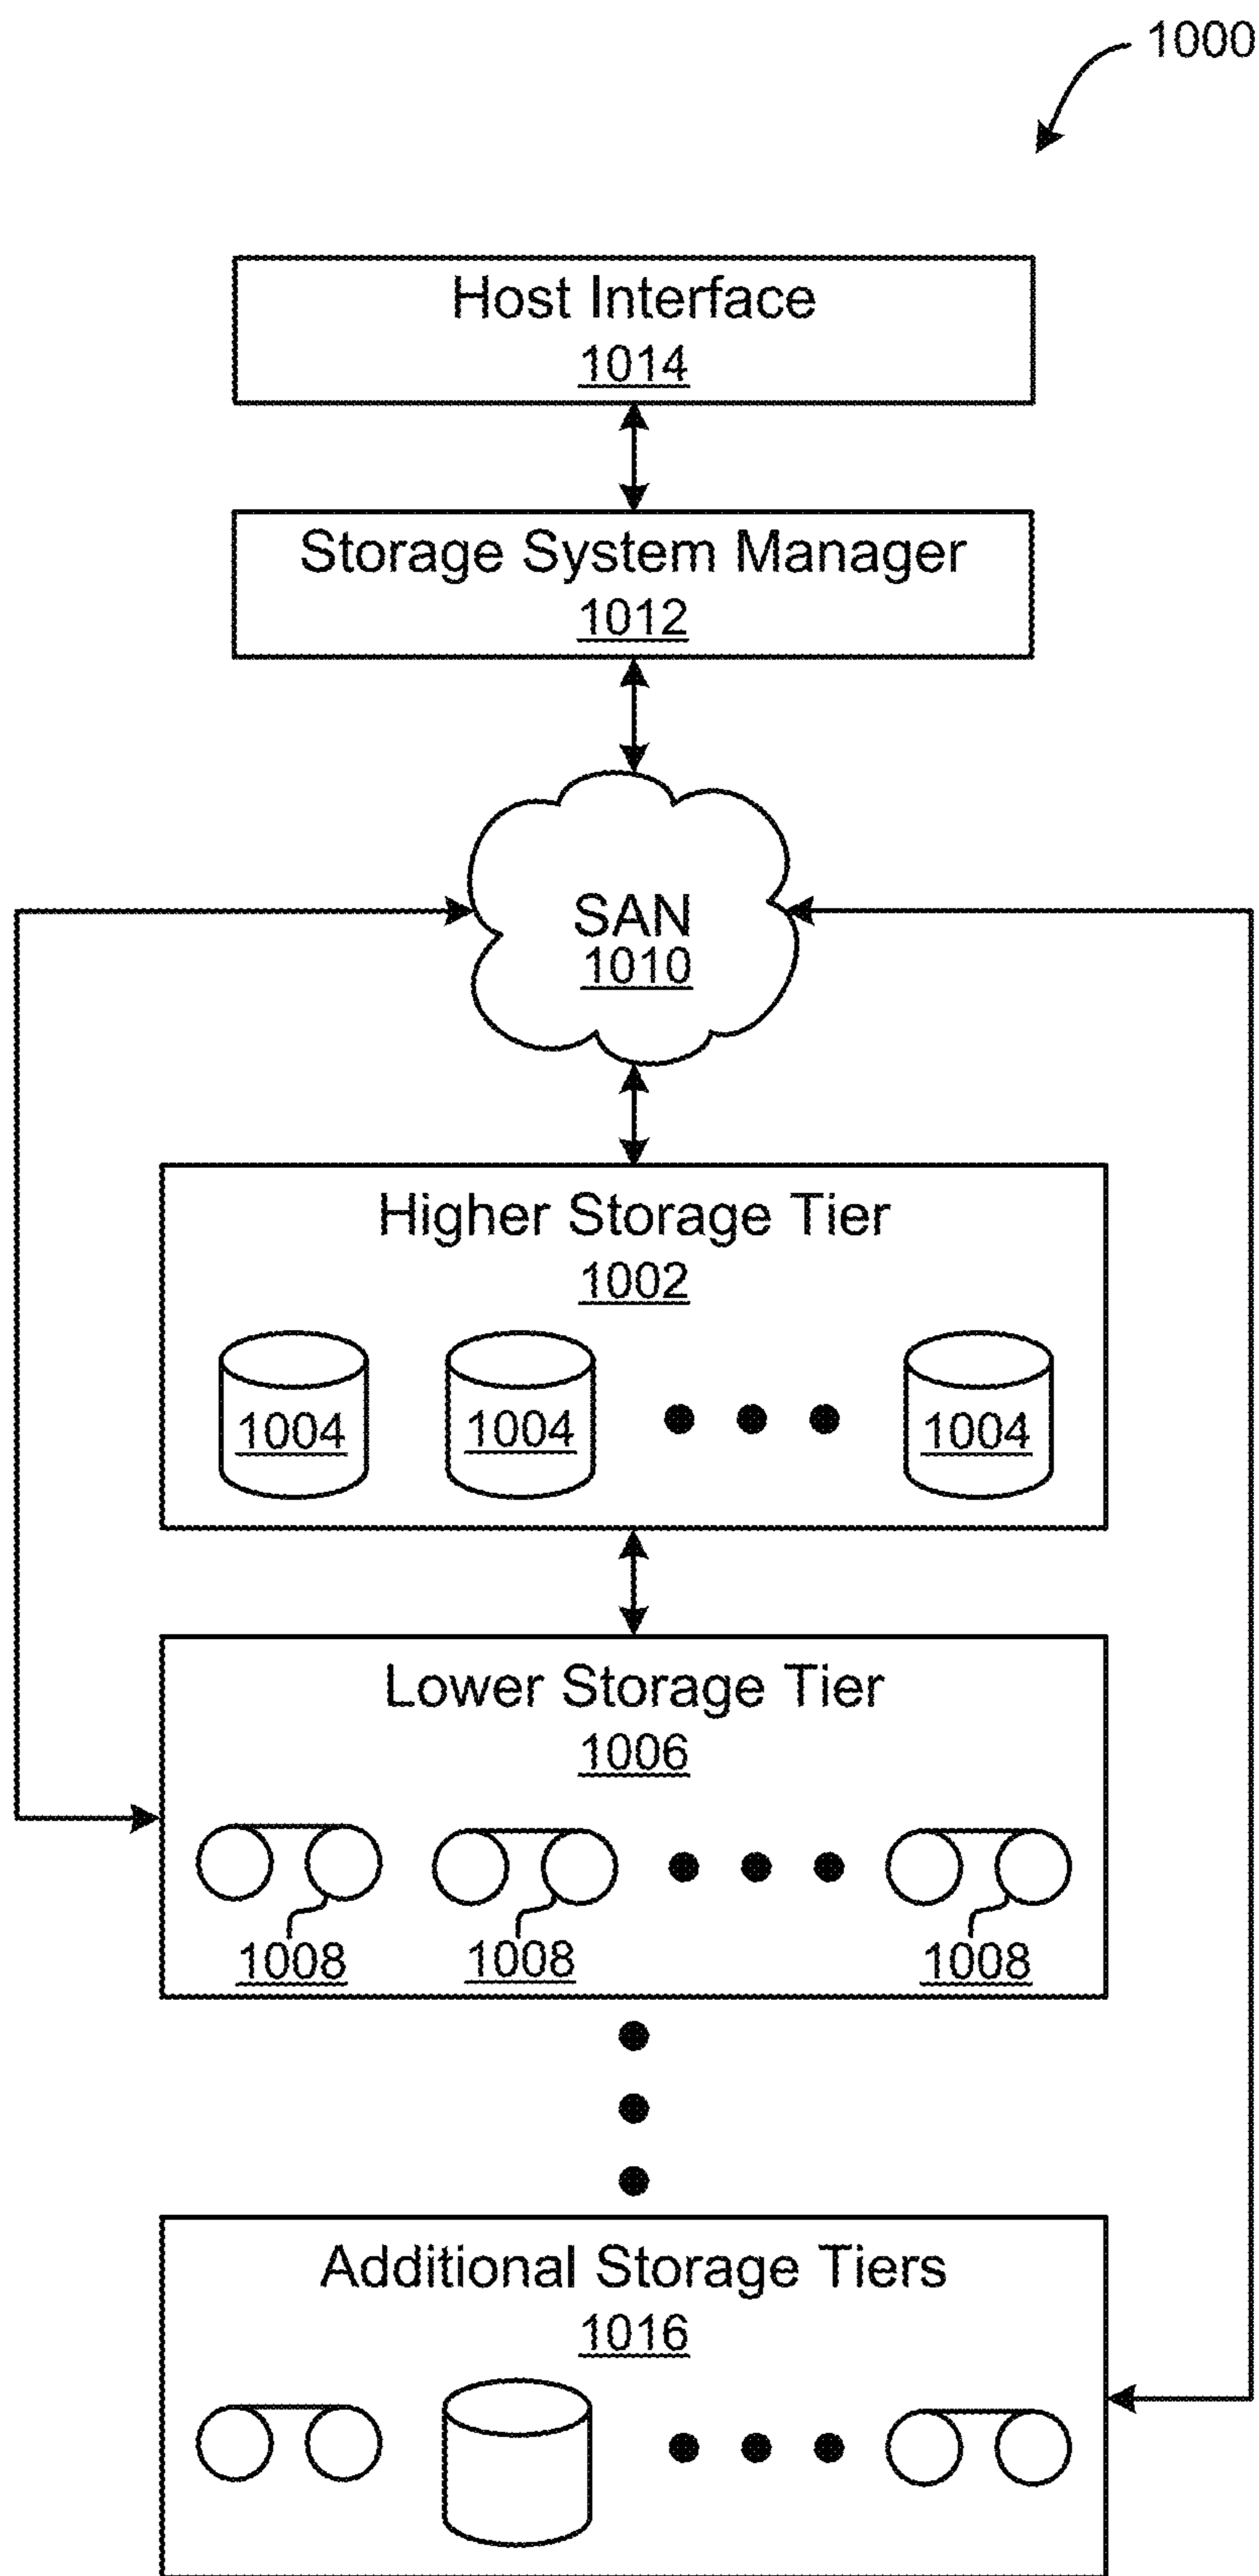 1000
Host Interface
1014
Storage System Manager
1012
SAN
1010
Higher Storage Tier
1002
1004 1004 1004
Lower Storage Tier
1006
1008 1008 1008
Additional Storage Tiers
1016